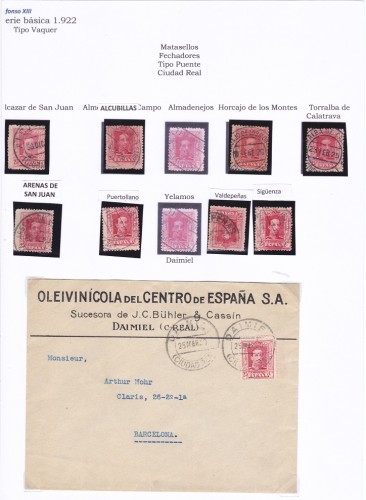 fonso XIII
erie básica 1.922
Tipo Vaquer
Matasellos
Fechadores
Tipo Puente
Ciudad Real
lcazar de San Juan
Alm
ALCUBILLAS
Campo
Almadenejos
Horcajo de los Montes
Torralba de
Calatrava
ARENAS DE
SAN JUAN
Puertollano
Yelamos
Valdepeñas
Sigüenza
Daimiel
OLEIVINÍCOLA DEL CENTRO DE ESPAÑA S.A.
Sucesora de J.C. Bühler & Cassín
DAIMIEL (C. REAL)
Monsieur,
Arthur Mohr
Claris, 26-2º-1ª
BARCELONA.